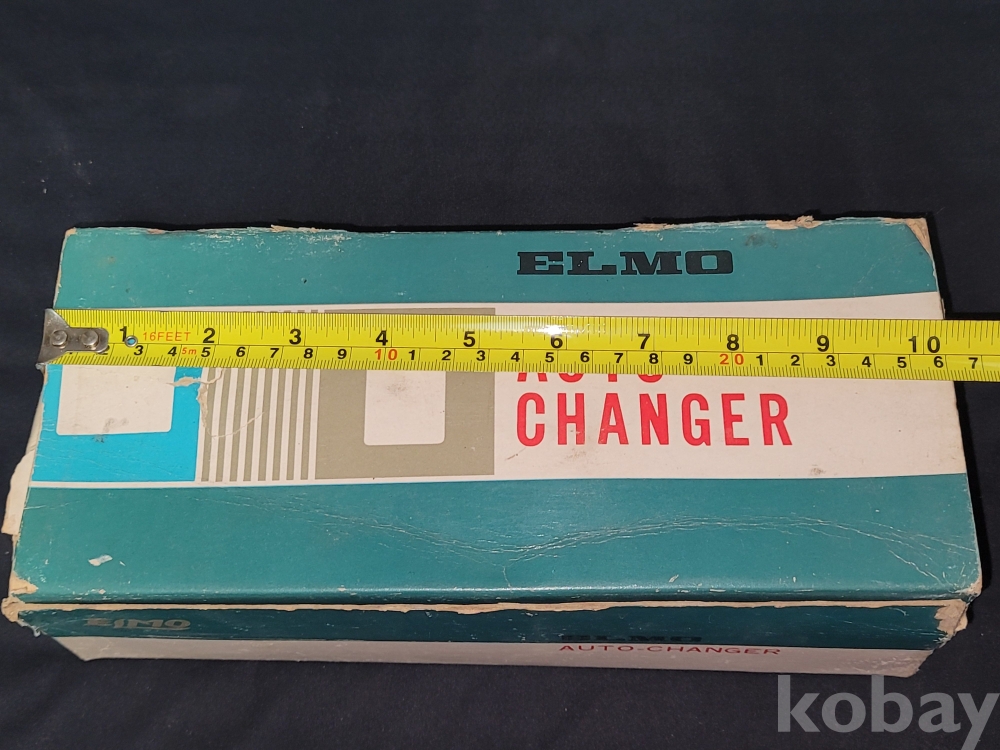 ELMO
1 16FEET 2 3 4 5 6 7 8 9 10
2 3 4 5m 5 6 7 8 9 10 1 2 3 4 5 6 7 8 9 20 1 2 3 4 5 6 7
AUTO
CHANGER
ELMO ELMO
AUTO-CHANGER
kobay